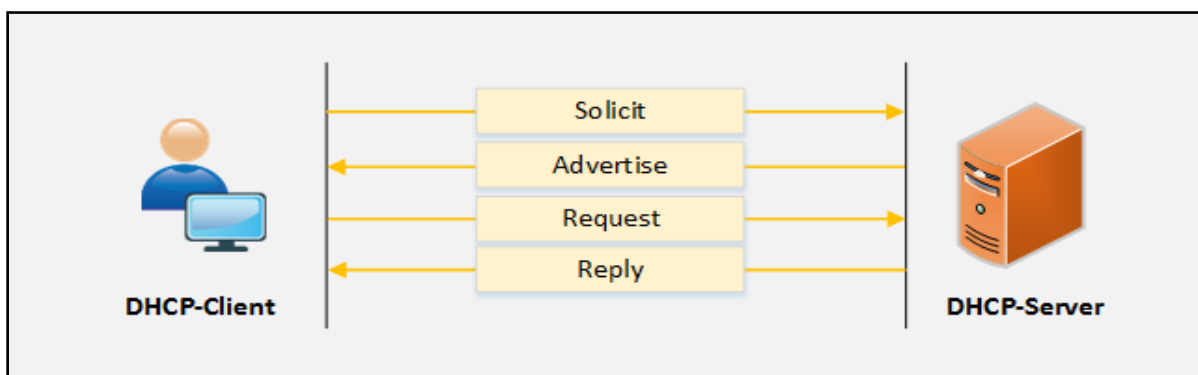 Solicit
Advertise
Request
Reply
DHCP-Client
DHCP-Server